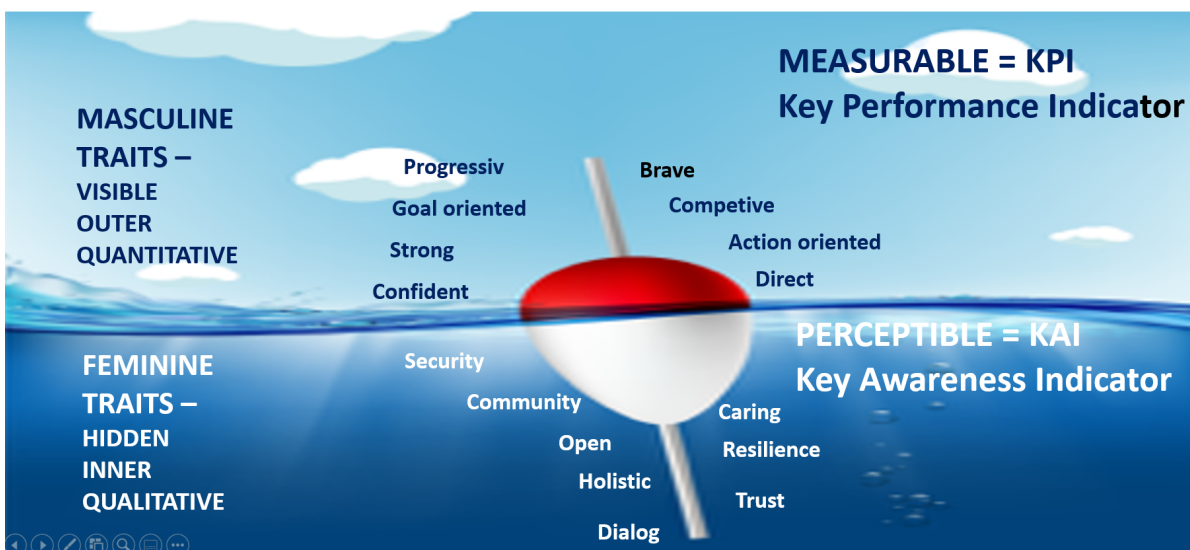 MEASURABLE = KPI
Key Performance Indicator
MASCULINE
TRAITS –
VISIBLE
OUTER
QUANTITATIVE
Progressiv
Goal oriented
Strong
Confident
Brave
Competive
Action oriented
Direct
PERCEPTIBLE = KAI
Key Awareness Indicator
FEMININE
TRAITS –
HIDDEN
INNER
QUALITATIVE
Security
Community
Open
Holistic
Dialog
Caring
Resilience
Trust